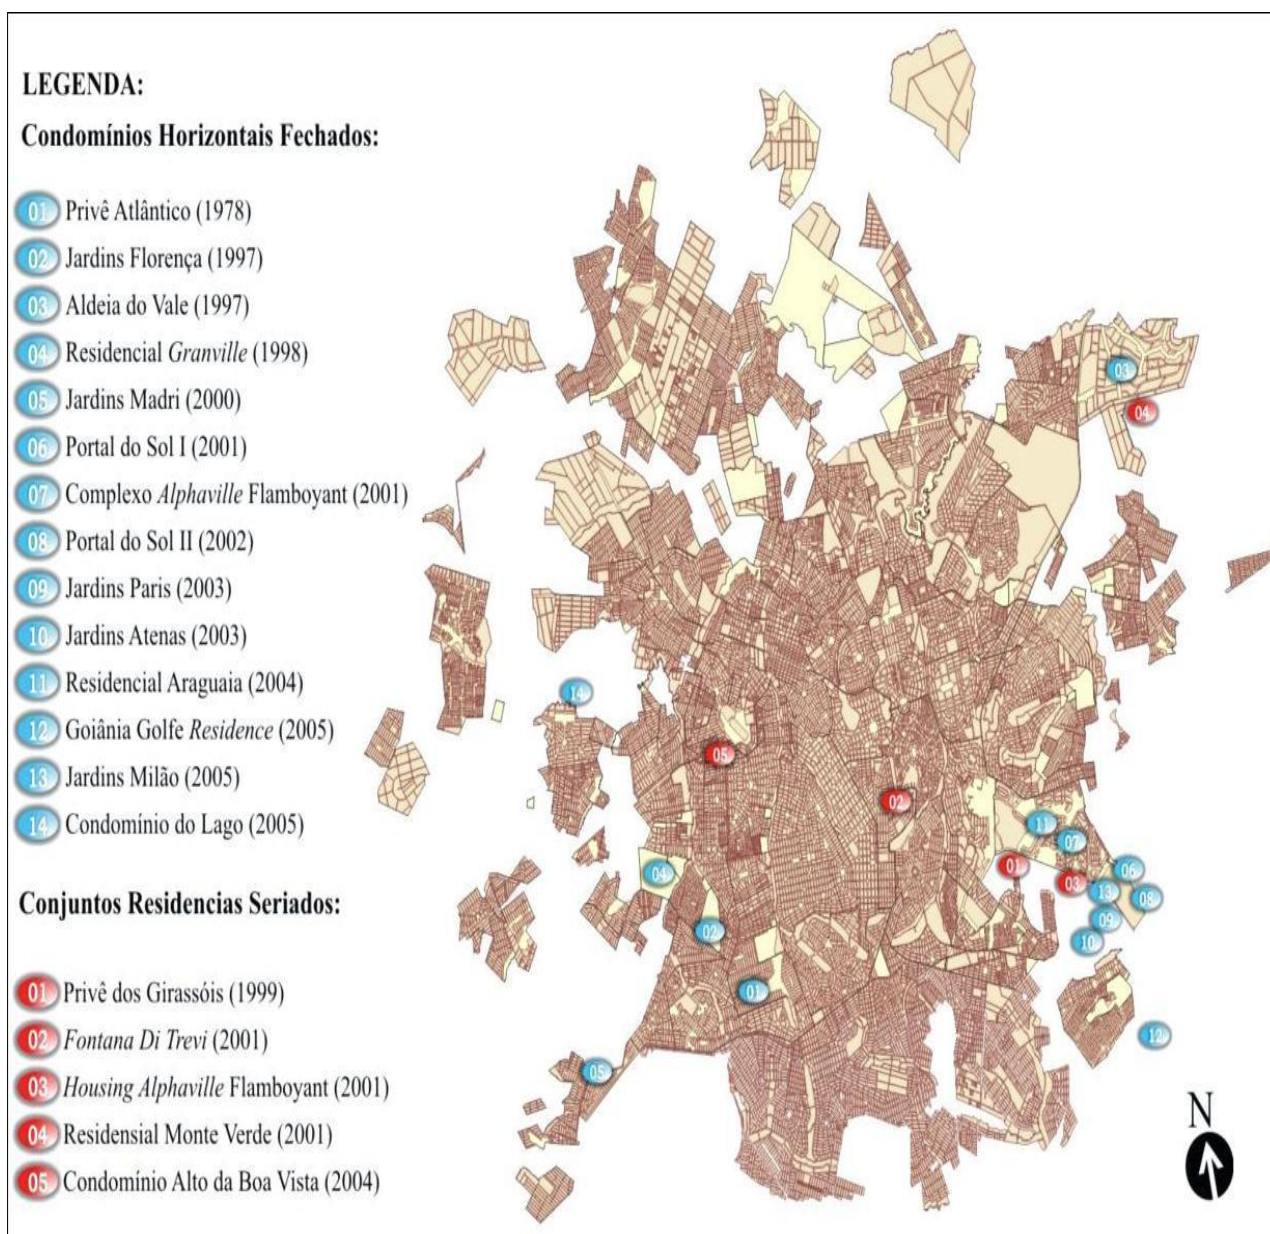 LEGENDA:
Condomínios Horizontais Fechados:
01 Privê Atlântico (1978)
02 Jardins Florença (1997)
03 Aldeia do Vale (1997)
04 Residencial Granville (1998)
05 Jardins Madri (2000)
06 Portal do Sol I (2001)
07 Complexo Alphaville Flamboyant (2001)
08 Portal do Sol II (2002)
09 Jardins Paris (2003)
10 Jardins Atenas (2003)
11 Residencial Araguaia (2004)
12 Goiânia Golfe Residence (2005)
13 Jardins Milão (2005)
14 Condomínio do Lago (2005)
Conjuntos Residencias Seriados:
01 Privê dos Girassóis (1999)
02 Fontana Di Trevi (2001)
03 Housing Alphaville Flamboyant (2001)
04 Residensial Monte Verde (2001)
05 Condomínio Alto da Boa Vista (2004)
03
04
14
05
02
11
07
01
03
06
04
13
08
02
09
10
01
12
05
N